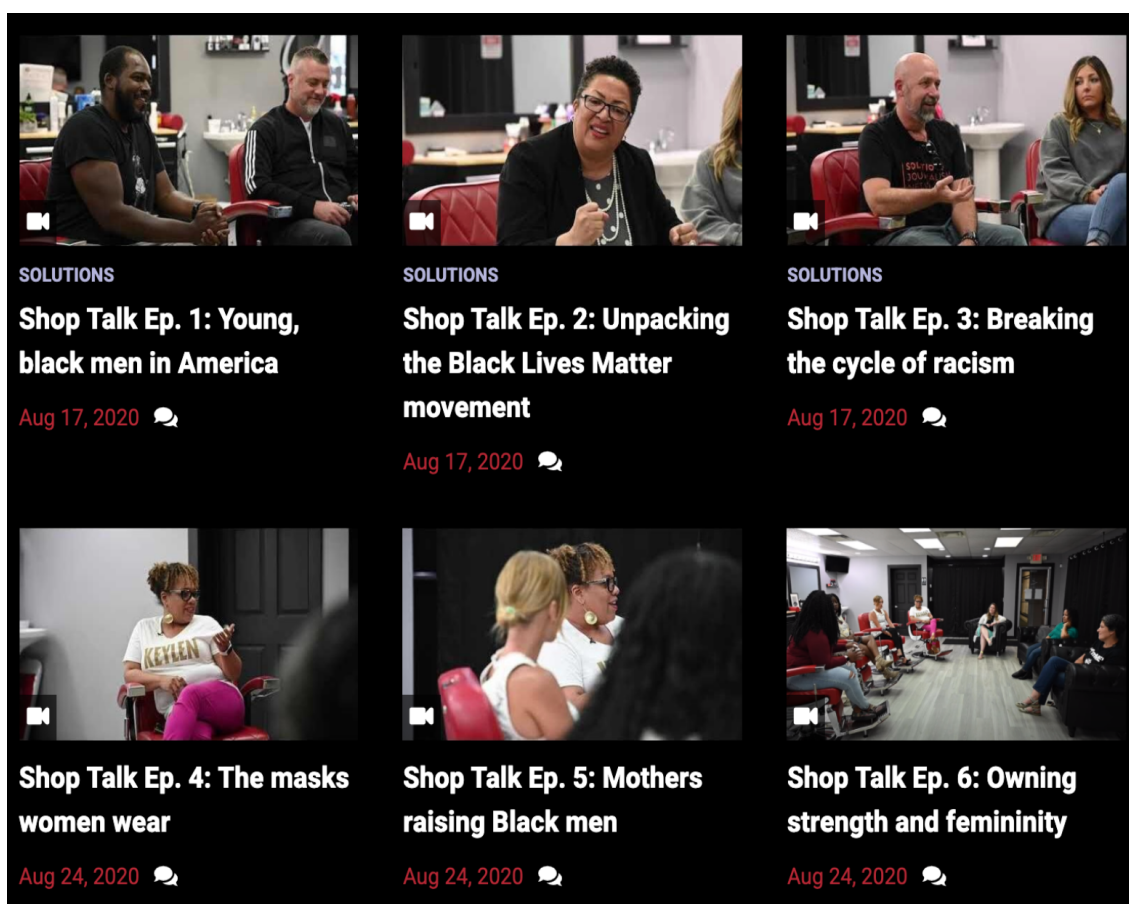 SOLUTIONS
Shop Talk Ep. 1: Young,
black men in America
Aug 17, 2020
SOLUTIONS
Shop Talk Ep. 2: Unpacking
the Black Lives Matter
movement
Aug 17, 2020
SOLUTIONS
Shop Talk Ep. 3: Breaking
the cycle of racism
Aug 17, 2020
KEYLEN
Shop Talk Ep. 4: The masks
women wear
Aug 24, 2020
Shop Talk Ep. 5: Mothers
raising Black men
Aug 24, 2020
Shop Talk Ep. 6: Owning
strength and femininity
Aug 24, 2020